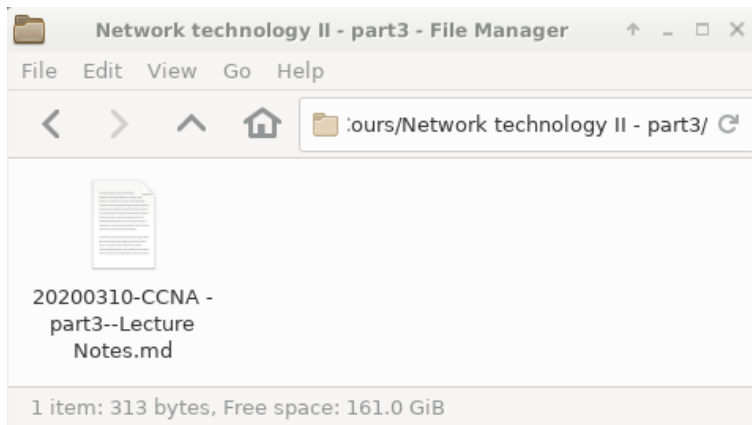 Network technology II - part3 - File Manager
File Edit View Go Help
:ours/Network technology II - part3/
20200310-CCNA -
part3--Lecture
Notes.md
1 item: 313 bytes, Free space: 161.0 GiB